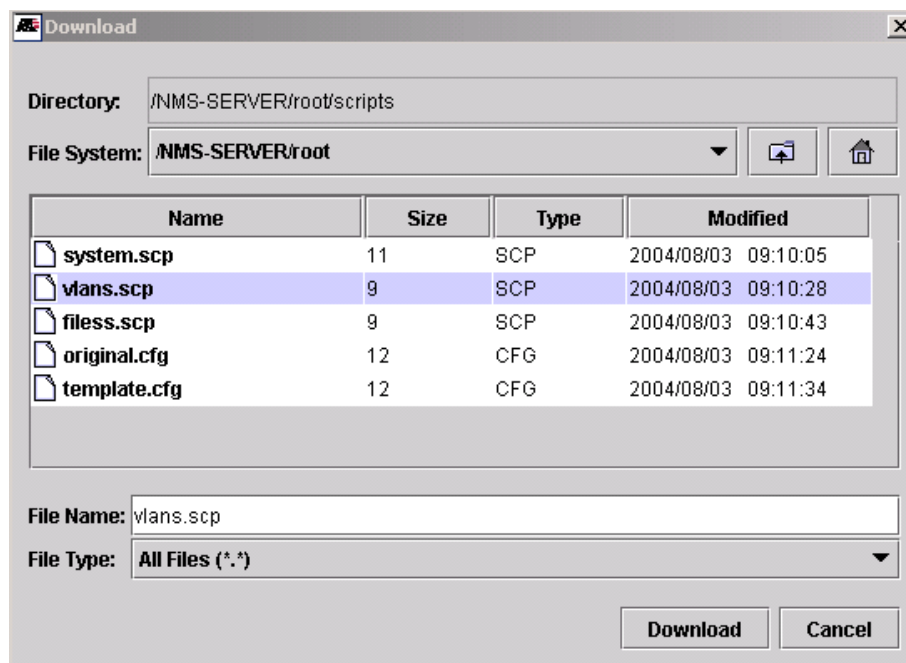 Download
Directory: /NMS-SERVER/root/scripts
File System: /NMS-SERVER/root
Name Size Type Modified
system.scp 11 SCP 2004/08/03 09:10:05
vlans.scp 9 SCP 2004/08/03 09:10:28
filess.scp 9 SCP 2004/08/03 09:10:43
original.cfg 12 CFG 2004/08/03 09:11:24
template.cfg 12 CFG 2004/08/03 09:11:34
File Name: vlans.scp
File Type: All Files (*.*)
Download Cancel